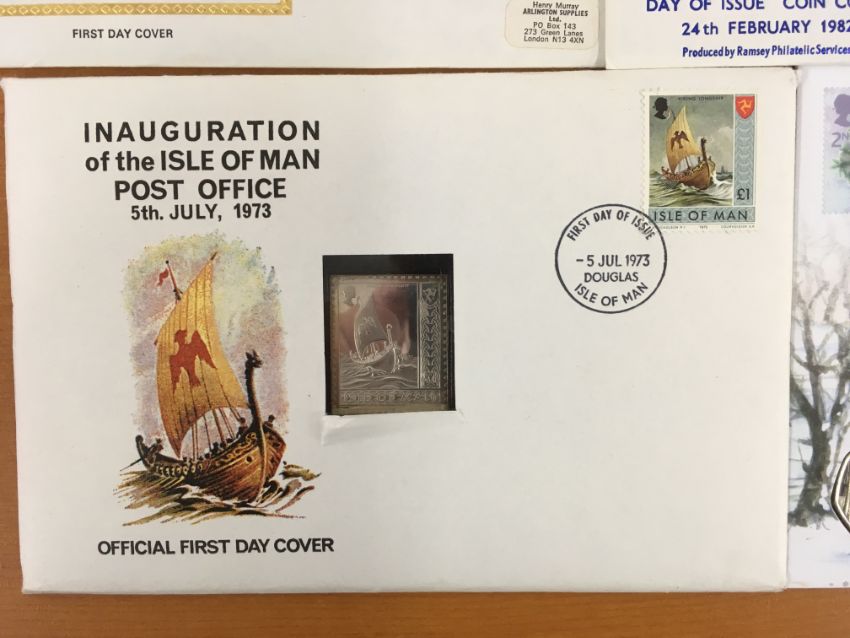 FIRST DAY COVER
Henry Murray
ARLINGTON SUPPLIES
Ltd.
PO Box 143
273 Green Lanes
London N13 4XN
DAY OF ISSUE COIN
24th FEBRUARY 1982
Produced by Ramsey Philatelic Services
INAUGURATION
of the ISLE OF MAN
POST OFFICE
5th. JULY, 1973
VIKING LONGSHIP
£1
ISLE OF MAN
1973
FIRST DAY OF ISSUE
- 5 JUL 1973
DOUGLAS
ISLE OF MAN
2ND
OFFICIAL FIRST DAY COVER